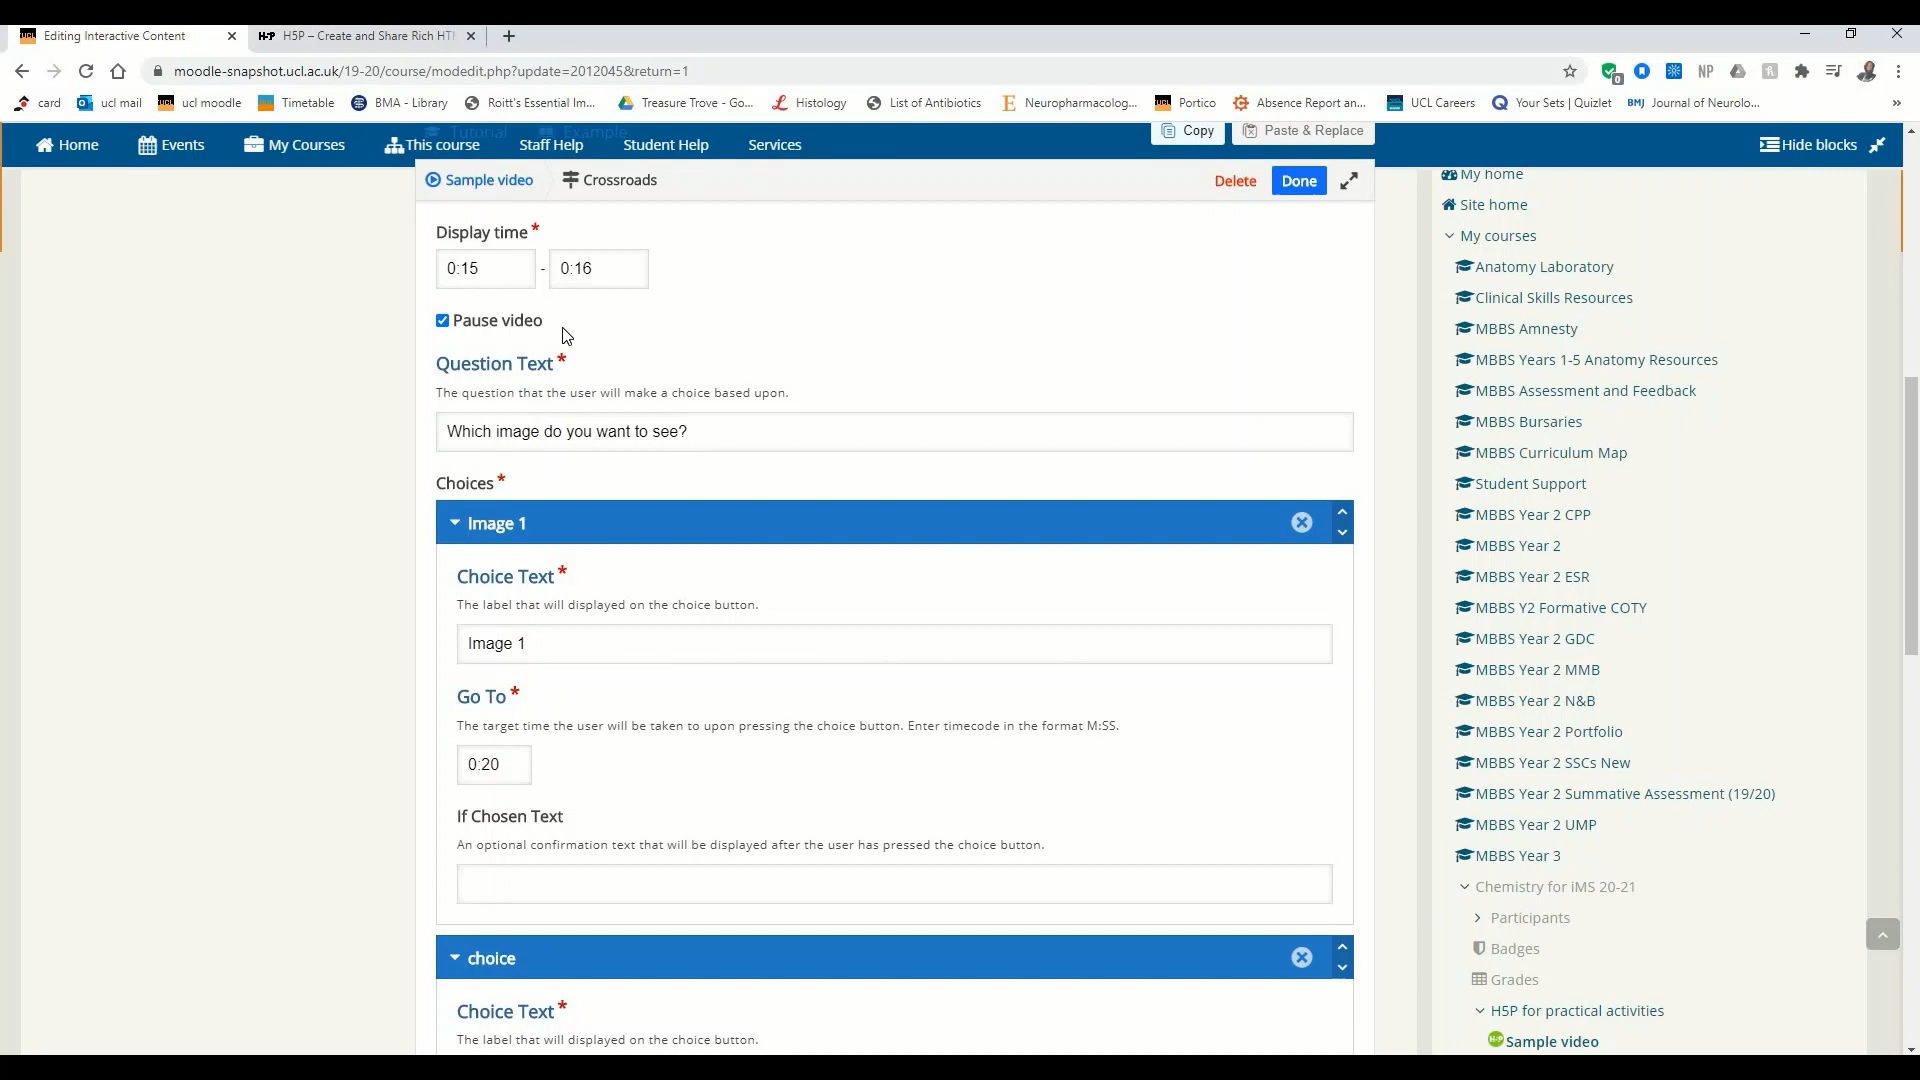 Editing Interactive Content
H5P – Create and Share Rich HT
moodle-snapshot.ucl.ac.uk/19-20/course/modedit.php?update=2012045&return=1
0
NP
card
ucl mail
UCL
ucl moodle
Timetable
BMA - Library
Roitt's Essential Im...
Treasure Trove - Go...
Histology
List of Antibiotics
Neuropharmacolog...
Portico
Absence Report an...
UCL Careers
Your Sets | Quizlet
BMJ
Journal of Neurolo...
»
Tutorial
Example
Copy
Paste & Replace
Home
Events
My Courses
This course
Staff Help
Student Help
Services
Hide blocks
Sample video
Crossroads
Delete
Done
Display time *
0:15 - 0:16
Pause video
Question Text *
The question that the user will make a choice based upon.
Which image do you want to see?
Choices *
Image 1
Choice Text *
The label that will displayed on the choice button.
Image 1
Go To *
The target time the user will be taken to upon pressing the choice button. Enter timecode in the format M:SS.
0:20
If Chosen Text
An optional confirmation text that will be displayed after the user has pressed the choice button.
choice
Choice Text *
The label that will displayed on the choice button.
My home
Site home
My courses
Anatomy Laboratory
Clinical Skills Resources
MBBS Amnesty
MBBS Years 1-5 Anatomy Resources
MBBS Assessment and Feedback
MBBS Bursaries
MBBS Curriculum Map
Student Support
MBBS Year 2 CPP
MBBS Year 2
MBBS Year 2 ESR
MBBS Y2 Formative COTY
MBBS Year 2 GDC
MBBS Year 2 MMB
MBBS Year 2 N&B
MBBS Year 2 Portfolio
MBBS Year 2 SSCs New
MBBS Year 2 Summative Assessment (19/20)
MBBS Year 2 UMP
MBBS Year 3
Chemistry for iMS 20-21
Participants
Badges
Grades
H5P for practical activities
Sample video